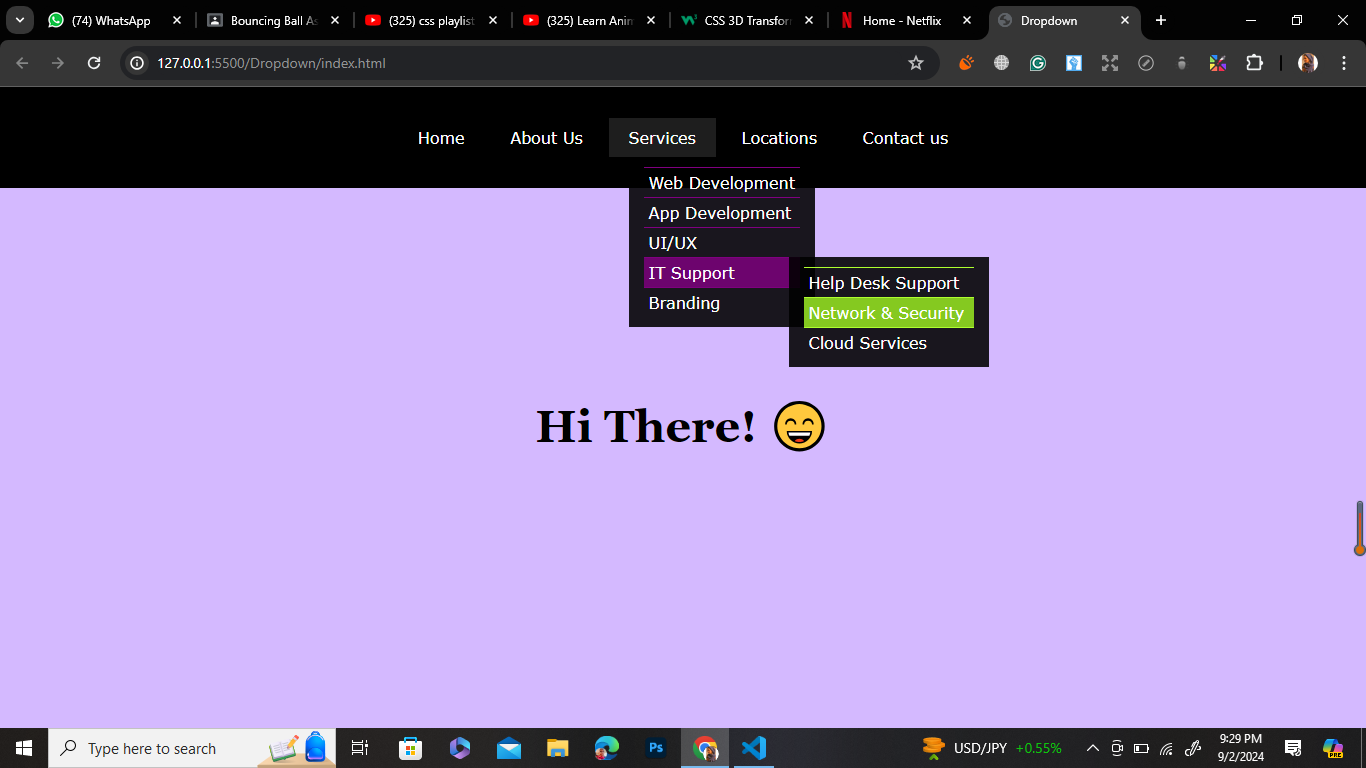 (74) WhatsApp
Bouncing Ball As
(325) css playlist
(325) Learn Anim
CSS 3D Transform
Home - Netflix
Dropdown
127.0.0.1:5500/Dropdown/index.html
Home
About Us
Services
Locations
Contact us
Web Development
App Development
UI/UX
IT Support
Branding
Help Desk Support
Network & Security
Cloud Services
Hi There! 😄
Type here to search
Ps
USD/JPY +0.55%
9:29 PM
9/2/2024
PRE